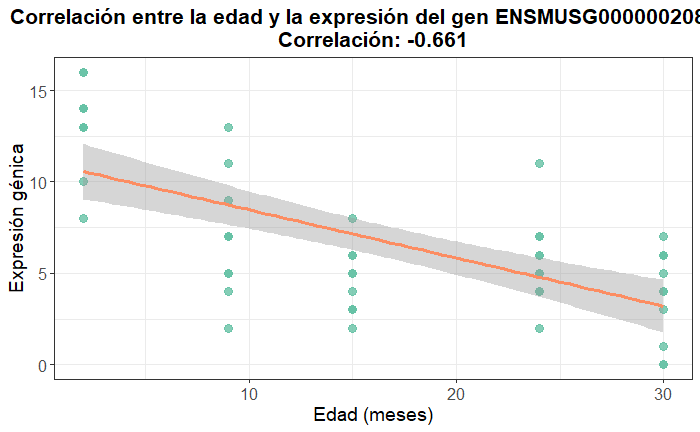 Correlación entre la edad y la expresión del gen ENSMUSG000000208
Correlación: -0.661
Expresión génica
15
10
5
0
10
20
30
Edad (meses)